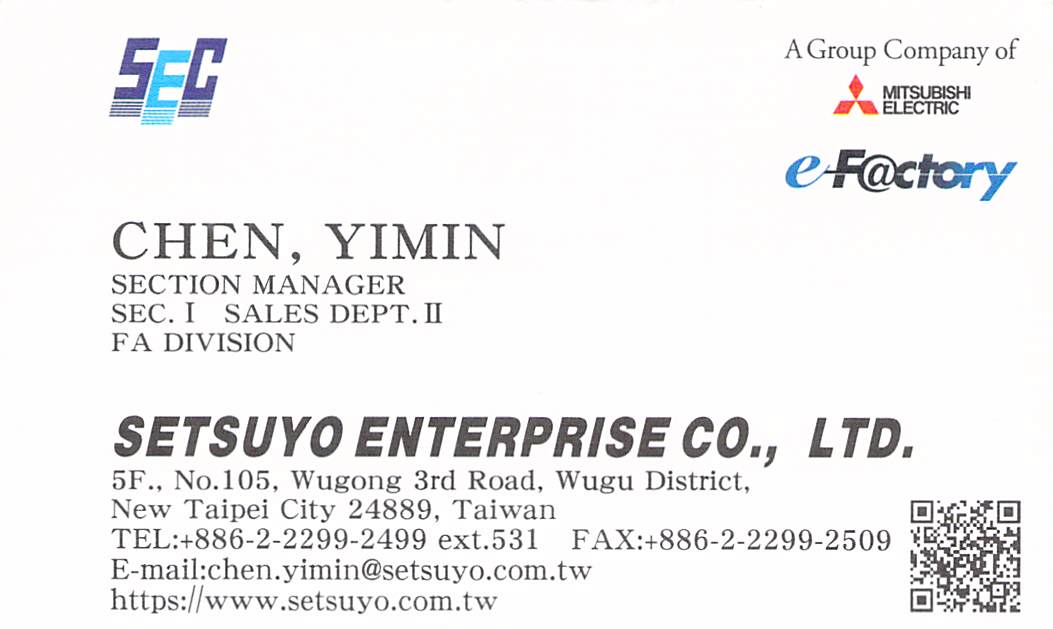 SEC
A Group Company of
MITSUBISHI
ELECTRIC
e-F@ctory
CHEN, YIMIN
SECTION MANAGER
SEC. Ⅰ SALES DEPT. Ⅱ
FA DIVISION
SETSUYO ENTERPRISE CO., LTD.
5F., No.105, Wugong 3rd Road, Wugu District,
New Taipei City 24889, Taiwan
TEL:+886-2-2299-2499 ext.531 FAX:+886-2-2299-2509
E-mail:chen.yimin@setsuyo.com.tw
https://www.setsuyo.com.tw